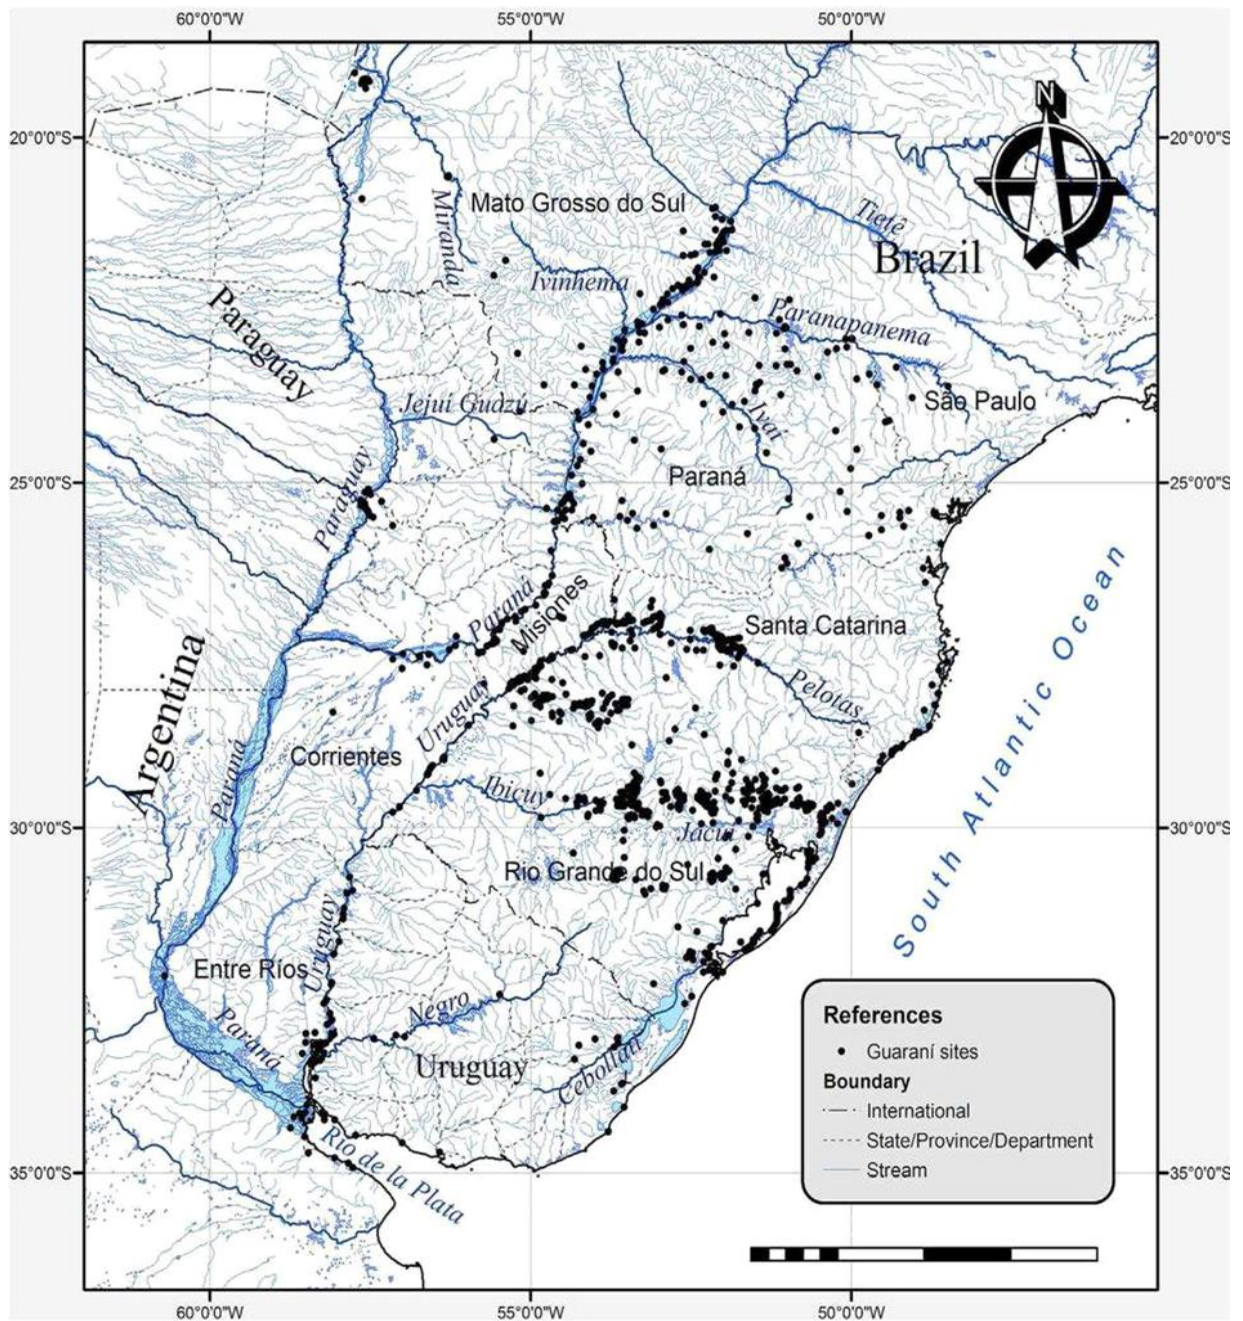 60°0'0"W 55°0'0"W 50°0'0"W
N
20°0'0"S 20°0'0"S
Miranda
Mato Grosso do Sul
Tietê
Brazil
Ivinhema
Paraguay
Paranapanema
Jejuí Guazú
São Paulo
Ivaí
Paraná
25°0'0"S 25°0'0"S
Paraguay
Paraná
Misiones
Santa Catarina
South Atlantic Ocean
Argentina
Pelotas
Uruguay
Corrientes
Paraná
Ibicuy
30°0'0"S 30°0'0"S
Jacuí
Rio Grande do Sul
Uruguay
Entre Ríos
Negro
Paraná
Uruguay
Cebollatí
References
Guaraní sites
Boundary
International
State/Province/Department
Stream
Río de la Plata
35°0'0"S 35°0'0"S
60°0'0"W 55°0'0"W 50°0'0"W